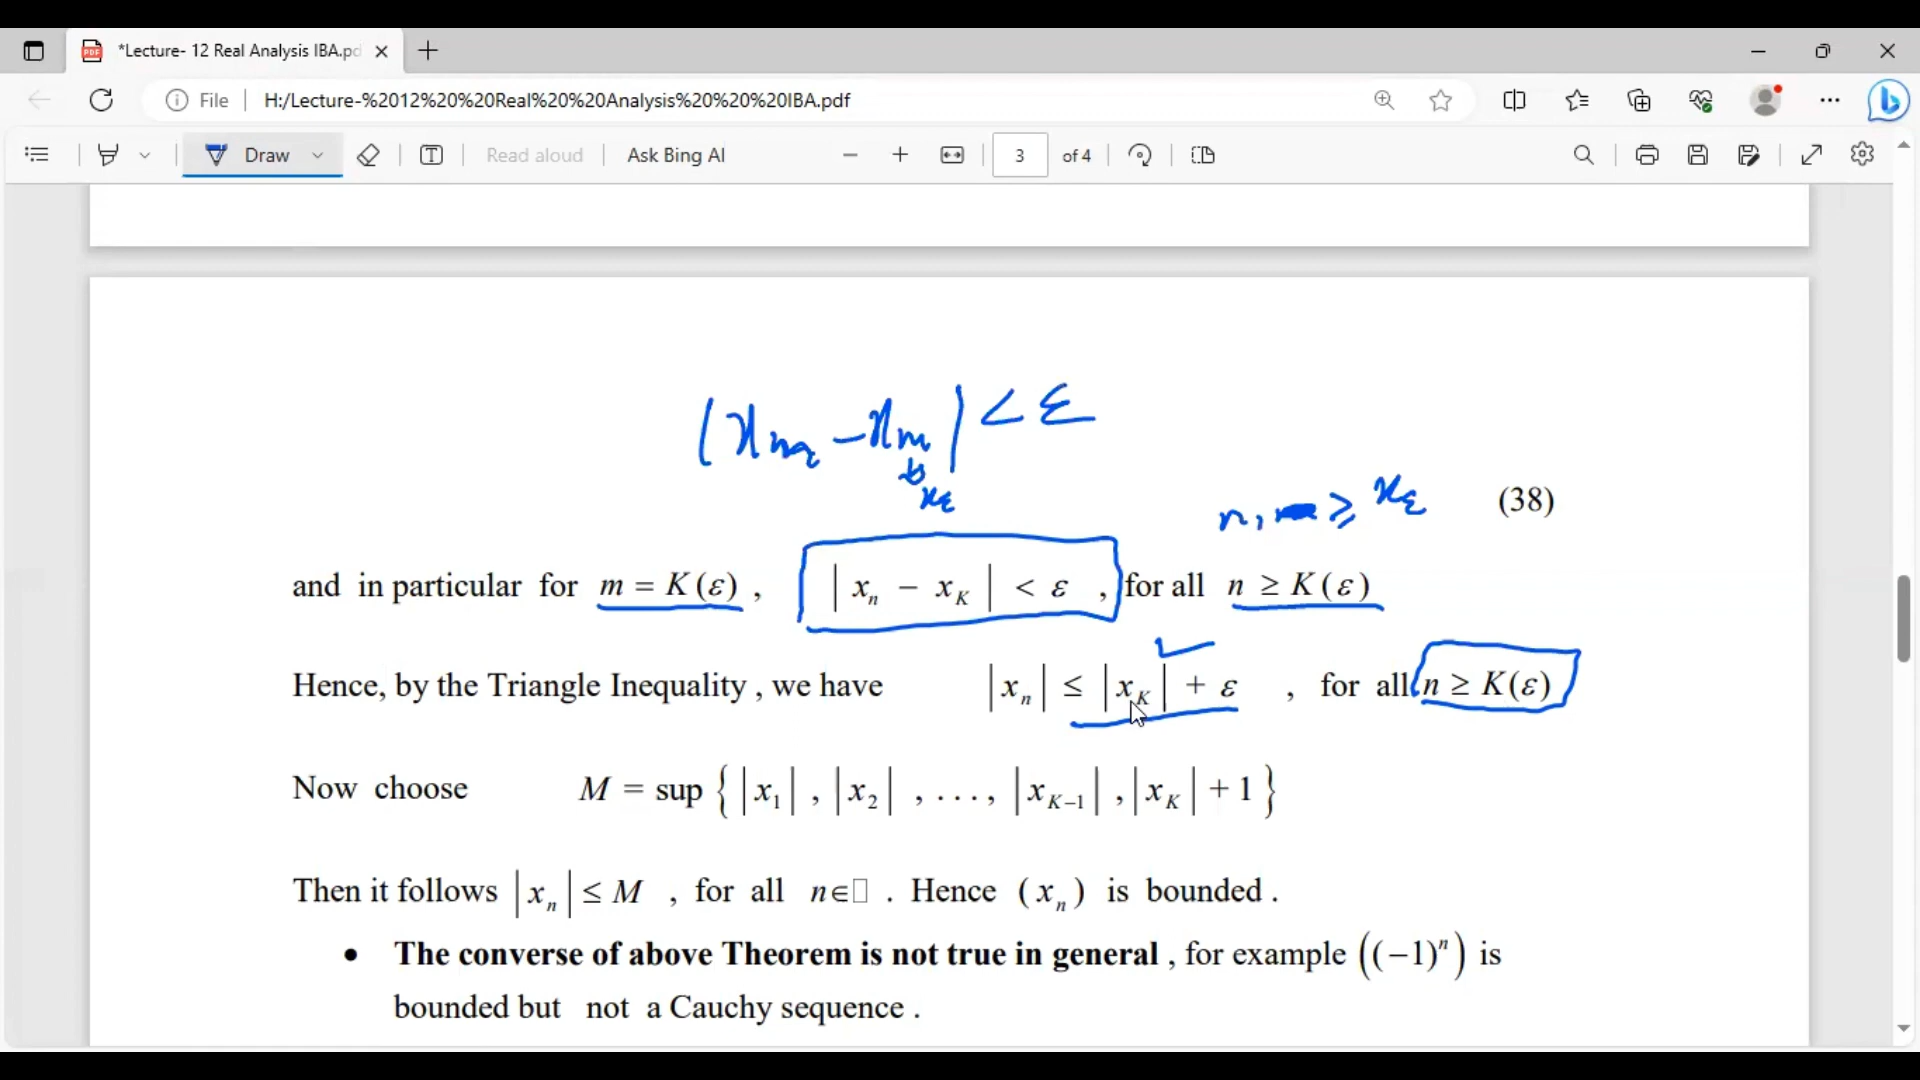 *Lecture- 12 Real Analysis IBA.pd
File H:/Lecture-%2012%20%20Real%20%20Analysis%20%20%20IBA.pdf
Draw Read aloud Ask Bing AI 3 of 4
− x_m | < ε
n, ≥ (38)
and in particular for m = K(ε) , | x_n − x_K | < ε , for all n ≥ K(ε)
Hence, by the Triangle Inequality , we have |x_n| ≤ |x_K| + ε , for all n ≥ K(ε)
Now choose M = sup { |x_1| , |x_2| , . . . , |x_{K−1}| , |x_K| + 1 }
Then it follows |x_n| ≤ M , for all n∈□ . Hence (x_n) is bounded .
• The converse of above Theorem is not true in general , for example ((−1)^n) is
bounded but not a Cauchy sequence .